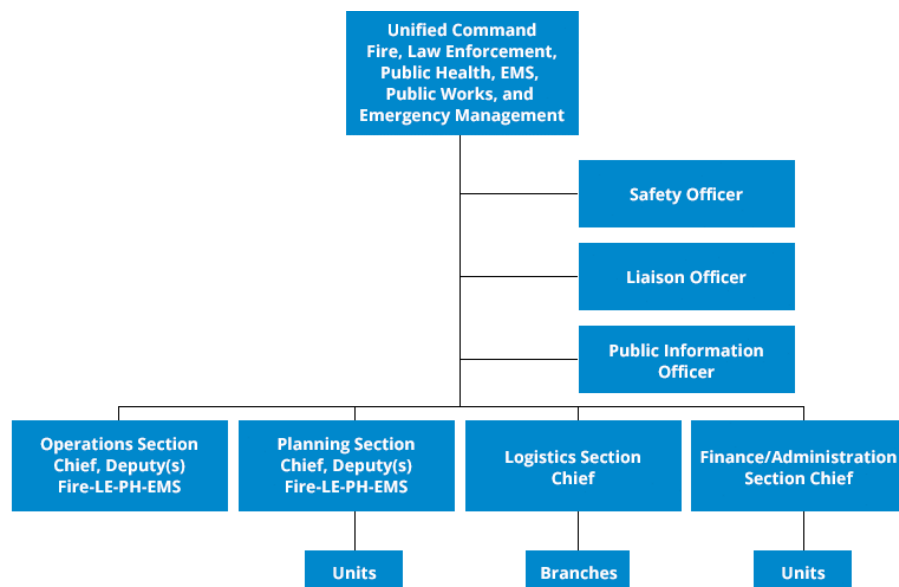 Unified Command
Fire, Law Enforcement,
Public Health, EMS,
Public Works, and
Emergency Management
Safety Officer
Liaison Officer
Public Information
Officer
Operations Section
Chief, Deputy(s)
Fire-LE-PH-EMS
Planning Section
Chief, Deputy(s)
Fire-LE-PH-EMS
Logistics Section
Chief
Finance/Administration
Section Chief
Units
Branches
Units